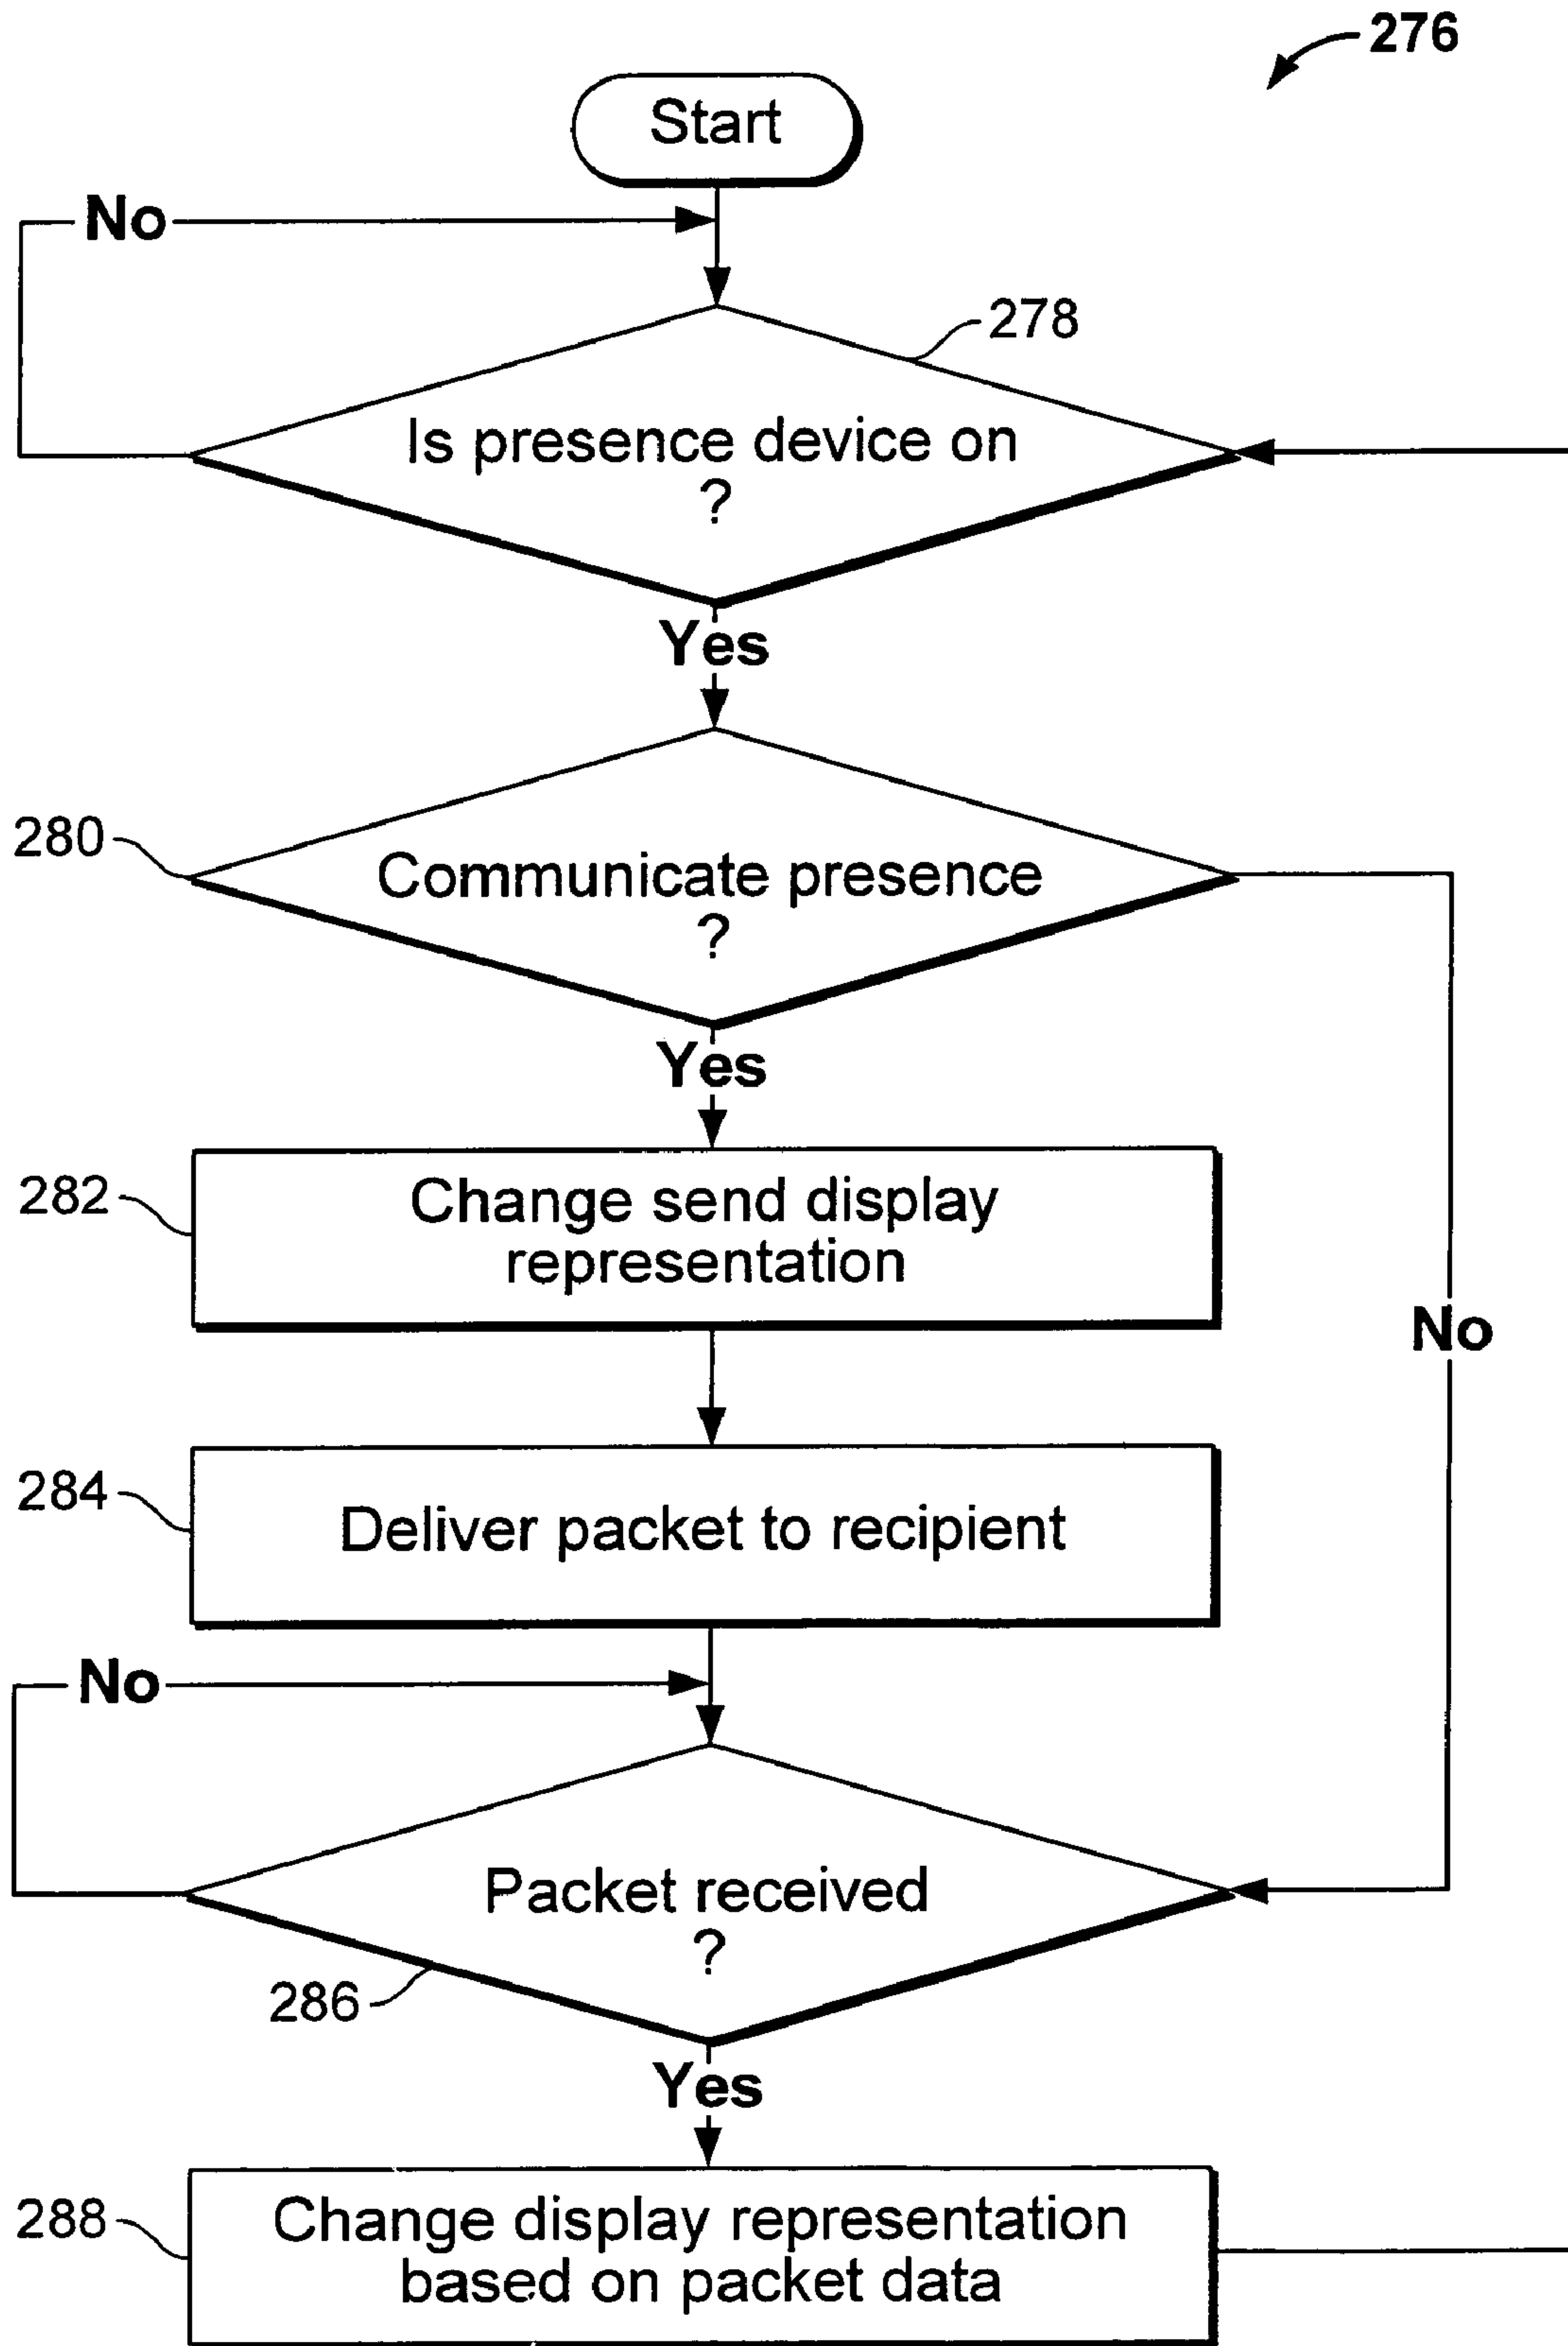 276
Start
No
278
Is presence device on
?
Yes
280
Communicate presence
?
Yes
282
Change send display
representation
No
284
Deliver packet to recipient
No
Packet received
?
286
Yes
288
Change display representation
based on packet data